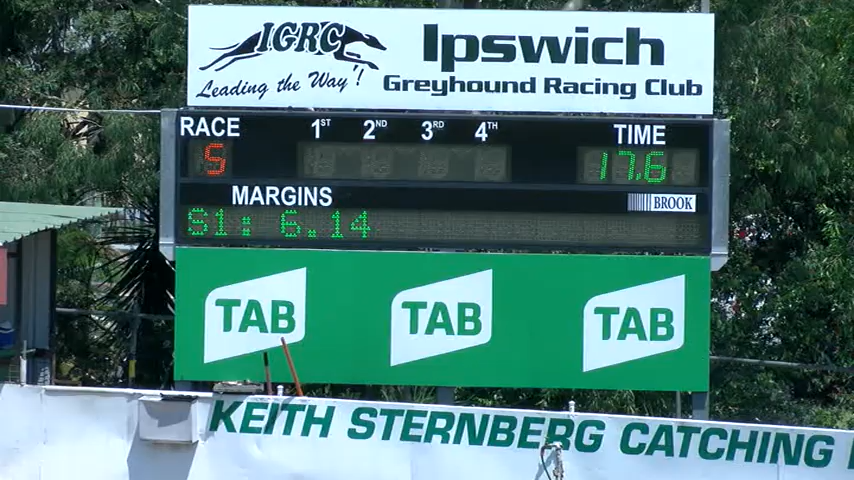 IGRC
Leading the Way!
Ipswich
Greyhound Racing Club
RACE 1ST 2ND 3RD 4TH TIME
5 17.6
MARGINS BROOK
S1: 6.14
TAB TAB TAB
KEITH STERNBERG CATCHING